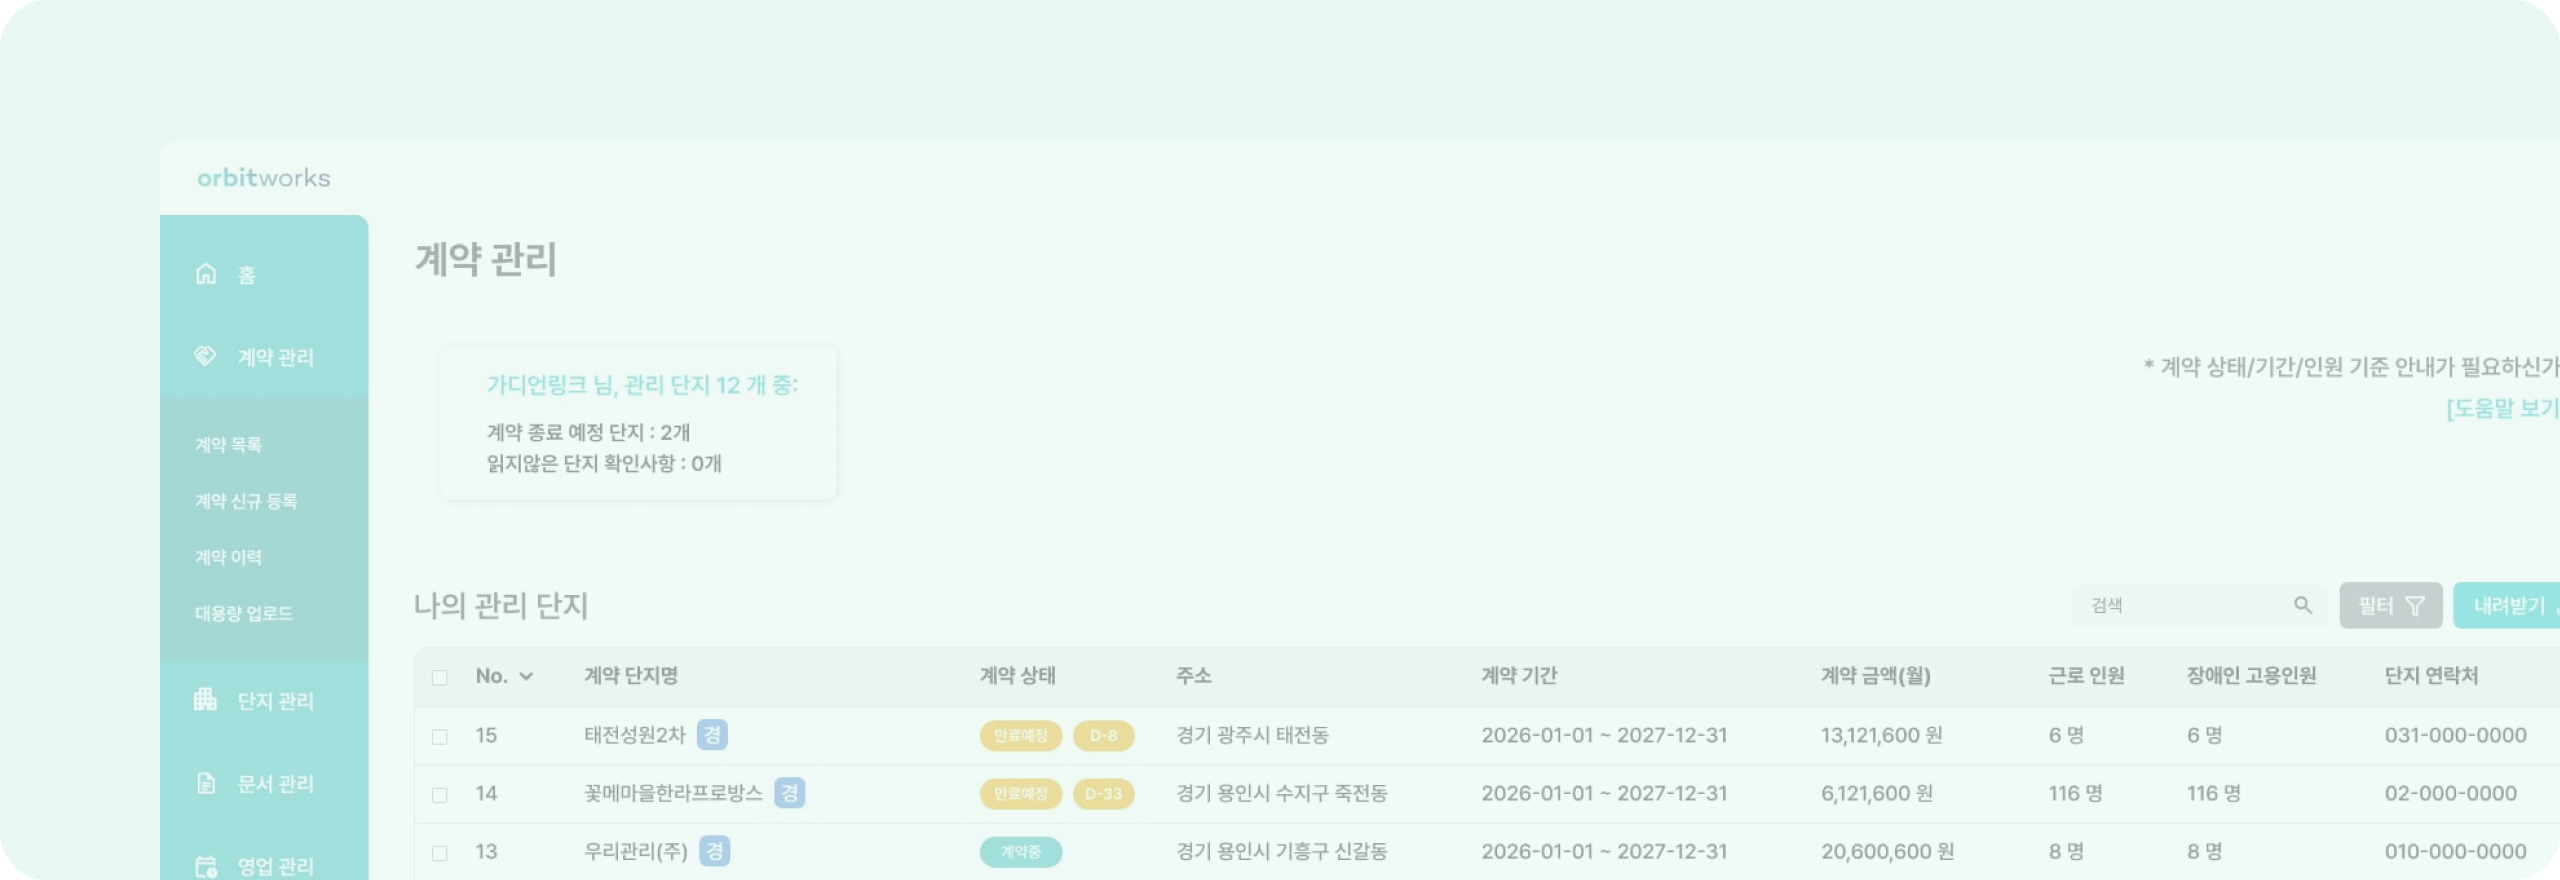 orbitworks
홈
계약 관리
계약 목록
계약 신규 등록
계약 이력
대용량 업로드
단지 관리
문서 관리
영업 관리
계약 관리
가디언링크 님, 관리 단지 12 개 중:
계약 종료 예정 단지 : 2개
읽지않은 단지 확인사항 : 0개
* 계약 상태/기간/인원 기준 안내가 필요하신가
[도움말 보기
나의 관리 단지
검색 필터 내려받기
No. 계약 단지명 계약 상태 주소 계약 기간 계약 금액(월) 근로 인원 장애인 고용인원 단지 연락처
15 태전성원2차 경 만료예정 D-8 경기 광주시 태전동 2026-01-01 ~ 2027-12-31 13,121,600 원 6 명 6 명 031-000-0000
14 꽃메마을한라프로방스 경 만료예정 D-33 경기 용인시 수지구 죽전동 2026-01-01 ~ 2027-12-31 6,121,600 원 116 명 116 명 02-000-0000
13 우리관리(주) 경 계약중 경기 용인시 기흥구 신갈동 2026-01-01 ~ 2027-12-31 20,600,600 원 8 명 8 명 010-000-0000